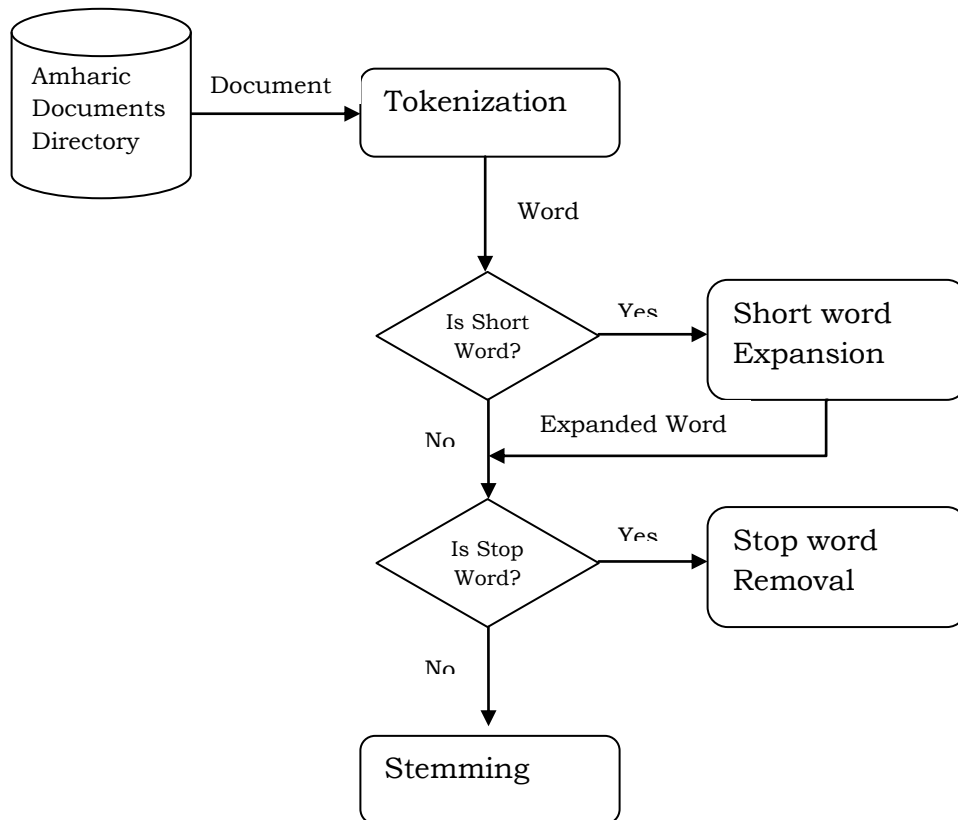 Amharic
Documents
Directory
Document
Tokenization
Word
Is Short
Word?
Yes
Short word
Expansion
No
Expanded Word
Is Stop
Word?
Yes
Stop word
Removal
No
Stemming